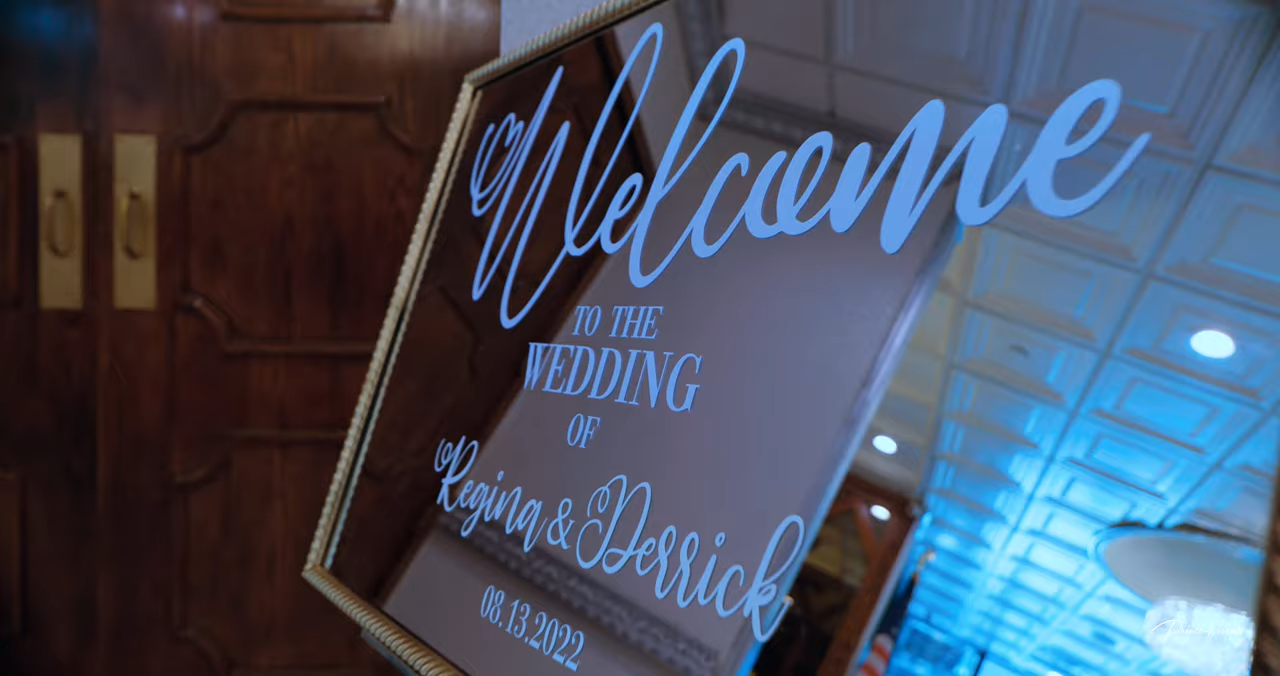 Welcome
TO THE
WEDDING
OF
Regina & Derrick
08.13.2022